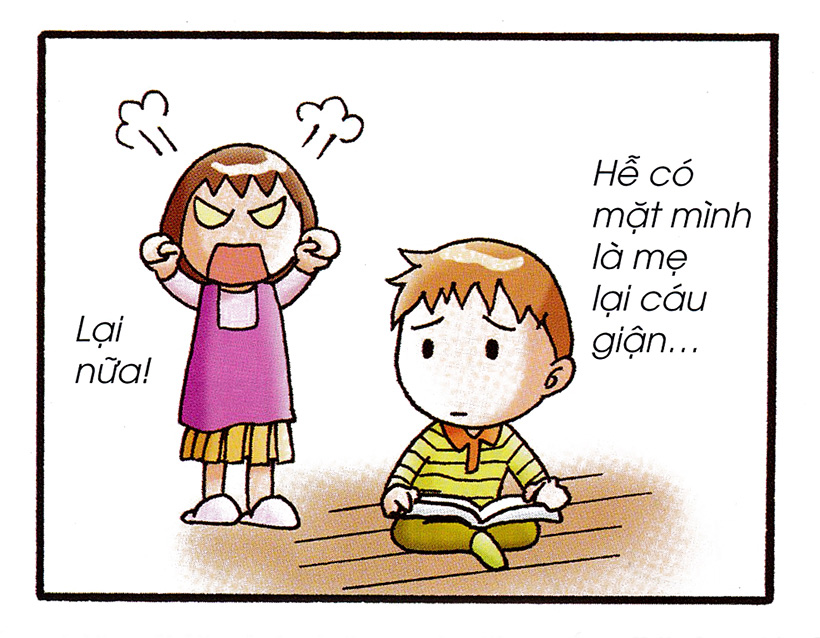 Lại
nữa!
Hễ có
mặt mình
là mẹ
lại cáu
giận...